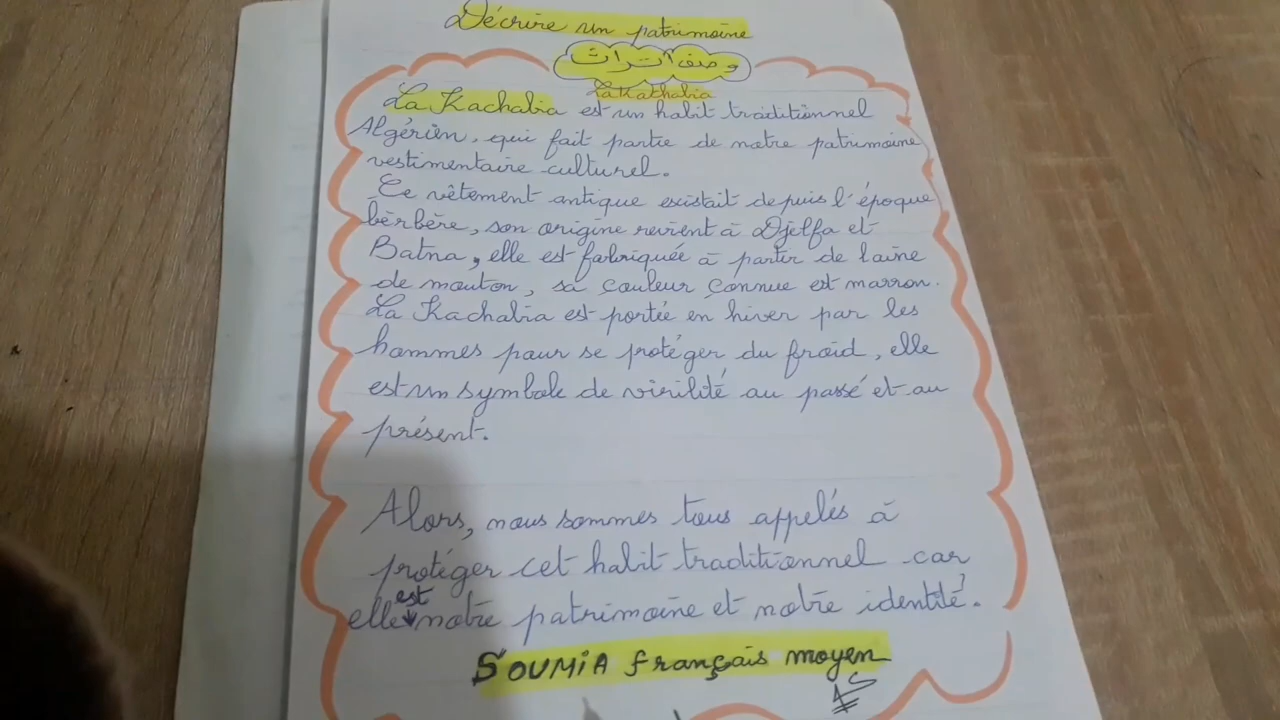 Décrire un patrimoine
وصف التراث
La Kachabia
La Kachabia est un habit traditionnel
Algérien, qui fait partie de notre patrimoine
vestimentaire culturel.
Ce vêtement antique existait depuis l'époque
bèrbère, son origine revient à Djelfa et
Batna, elle est fabriquée à partir de laine
de mouton, sa couleur connue est marron.
La Kachabia est portée en hiver par les
hommes pour se protéger du froid, elle
est un symbole de virilité au passé et au
présent.
Alors, nous sommes tous appelés à
protéger cet habit traditionnel car
elle est notre patrimoine et notre identité.
SOUMIA français moyen